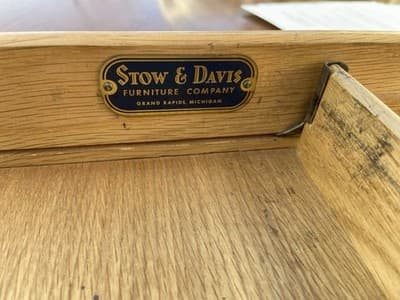 STOW & DAVIS
FURNITURE COMPANY
GRAND RAPIDS, MICHIGAN